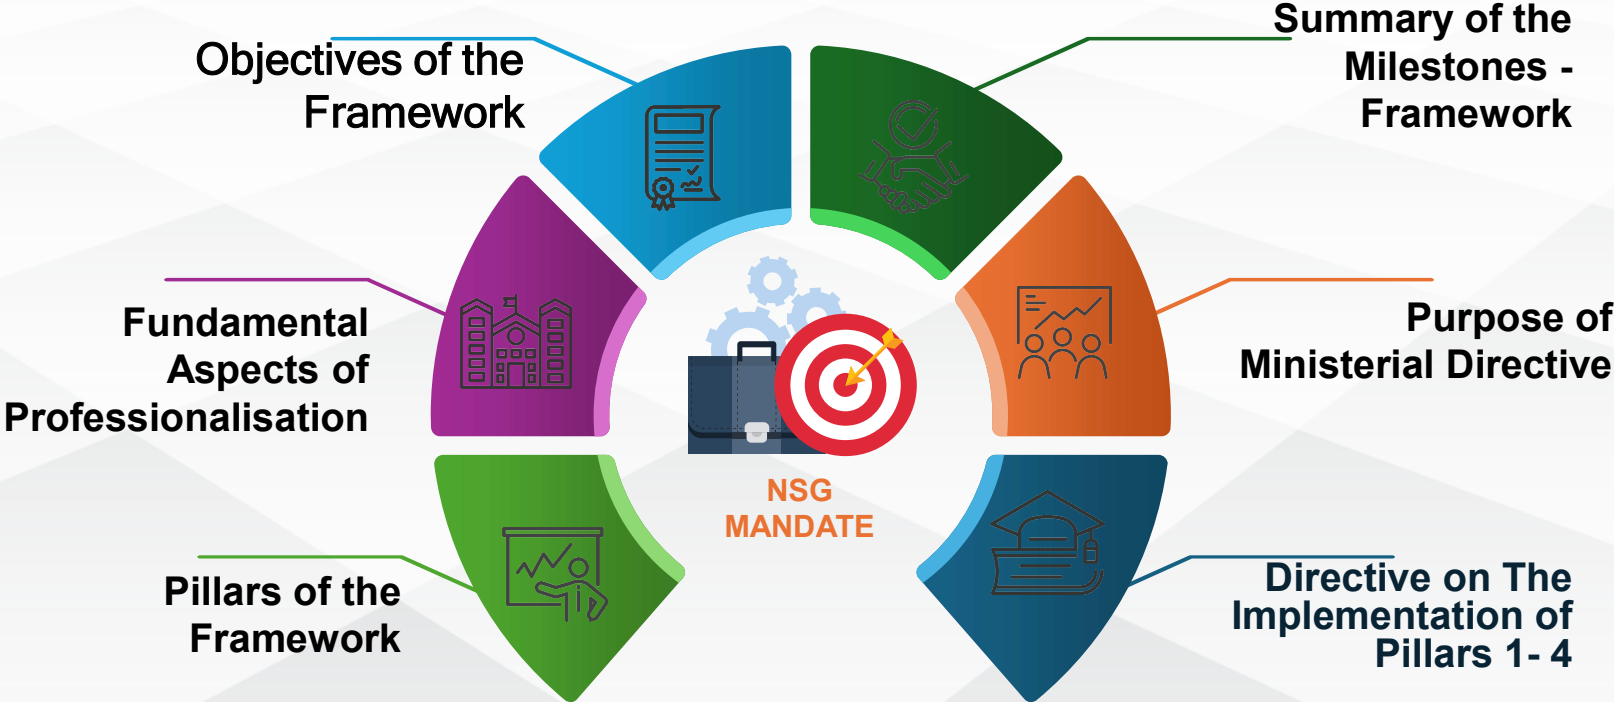 Objectives of the
Framework
Summary of the
Milestones -
Framework
Fundamental
Aspects of
Professionalisation
Purpose of
Ministerial Directive
NSG
MANDATE
Pillars of the
Framework
Directive on The
Implementation of
Pillars 1- 4